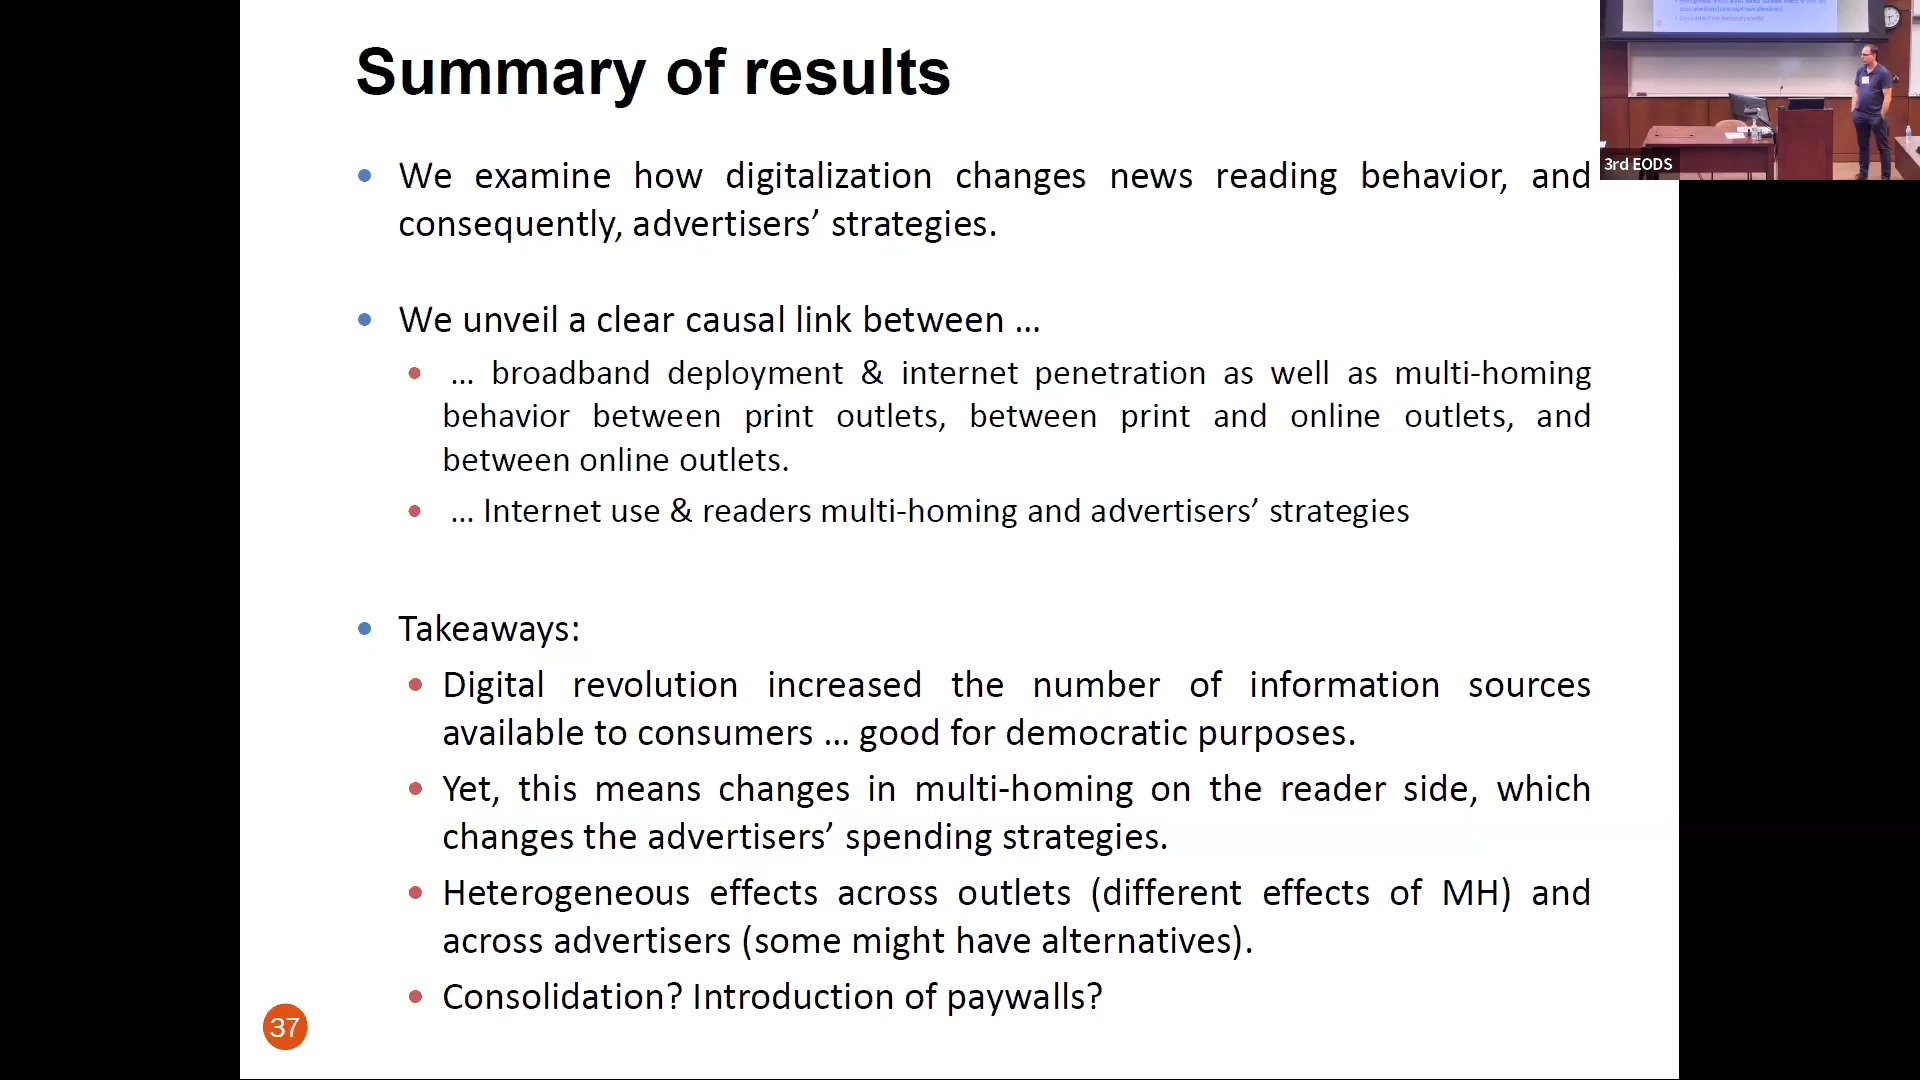 Summary of results
We examine how digitalization changes news reading behavior, and
consequently, advertisers’ strategies.
We unveil a clear causal link between …
… broadband deployment & internet penetration as well as multi-homing
behavior between print outlets, between print and online outlets, and
between online outlets.
… Internet use & readers multi-homing and advertisers’ strategies
Takeaways:
Digital revolution increased the number of information sources
available to consumers … good for democratic purposes.
Yet, this means changes in multi-homing on the reader side, which
changes the advertisers’ spending strategies.
Heterogeneous effects across outlets (different effects of MH) and
across advertisers (some might have alternatives).
Consolidation? Introduction of paywalls?
37
3rd EODS